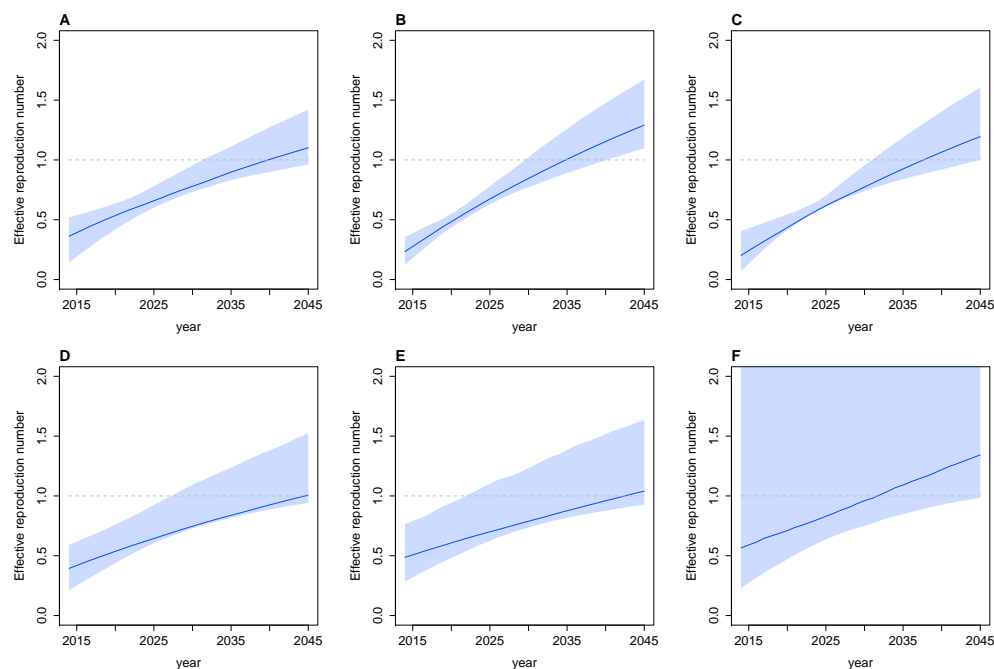 A B C
2.0 2.0 2.0
1.5 1.5 1.5
1.0 1.0 1.0
0.5 0.5 0.5
0.0 0.0 0.0
Effective reproduction number Effective reproduction number Effective reproduction number
2015 2025 2035 2045 2015 2025 2035 2045 2015 2025 2035 2045
year year year
D E F
2.0 2.0 2.0
1.5 1.5 1.5
1.0 1.0 1.0
0.5 0.5 0.5
0.0 0.0 0.0
Effective reproduction number Effective reproduction number Effective reproduction number
2015 2025 2035 2045 2015 2025 2035 2045 2015 2025 2035 2045
year year year